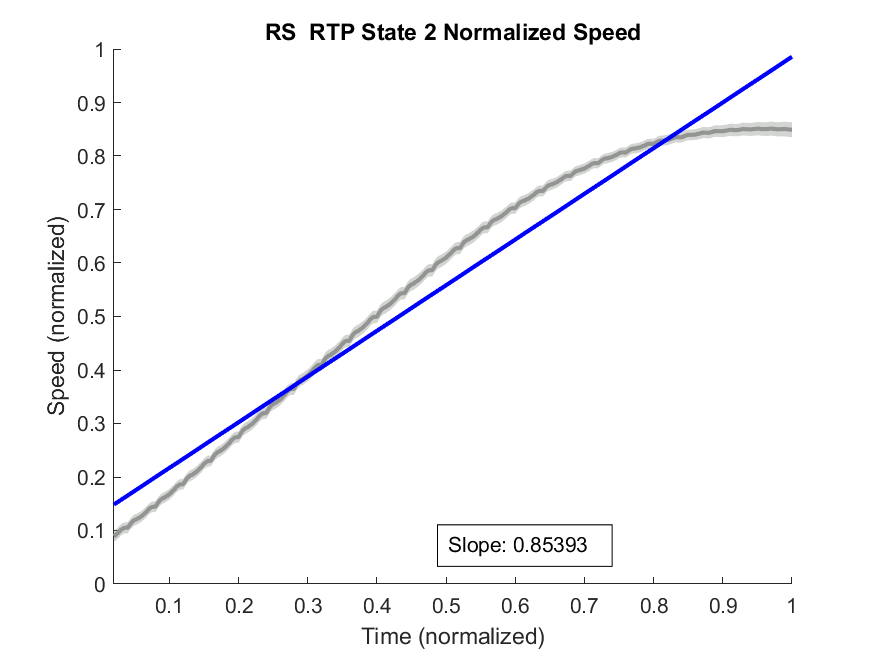 RS  RTP State 2 Normalized Speed
1
0.9
0.8
0.7
0.6
0.5
0.4
0.3
0.2
0.1
0
Speed (normalized)
Slope: 0.85393
0.1 0.2 0.3 0.4 0.5 0.6 0.7 0.8 0.9 1
Time (normalized)